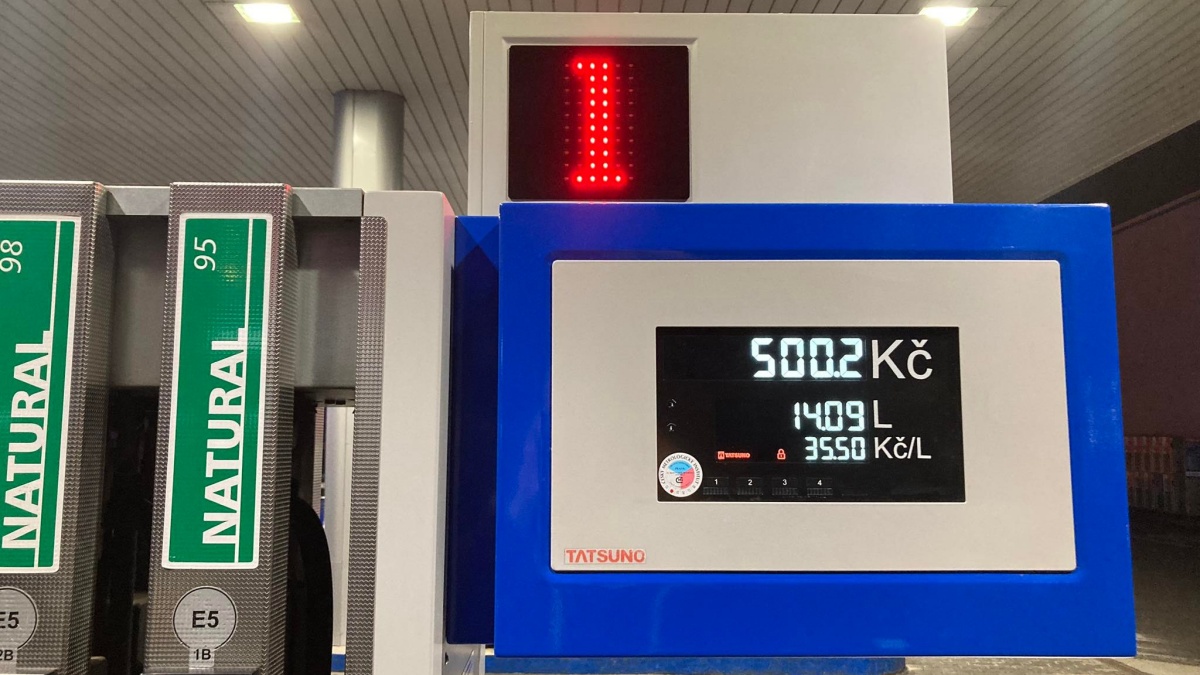 1
98
NATURAL
E5
2B
95
NATURAL
E5
1B
500.2 Kč
14.09 L
35.50 Kč/L
TATSUNO
1 2 3 4
TATSUNO